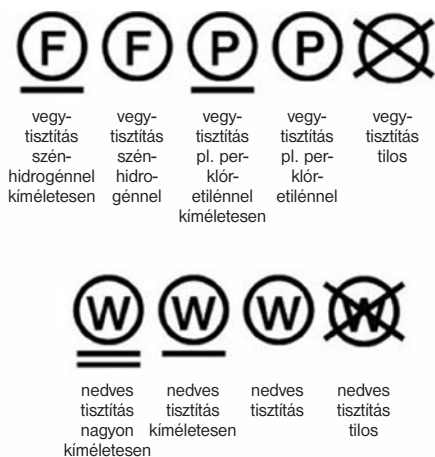 F F P P
vegy- vegy- vegy- vegy- vegy-
tisztítás tisztítás tisztítás tisztítás tisztítás
szén- szén- pl. per- pl. per- tilos
hidrogénnel hidro- klór- klór-
kíméletesen génnel etilénnel etilénnel
kíméletesen
W W W W
nedves nedves nedves nedves
tisztítás tisztítás tisztítás tisztítás
nagyon kíméletesen tilos
kíméletesen